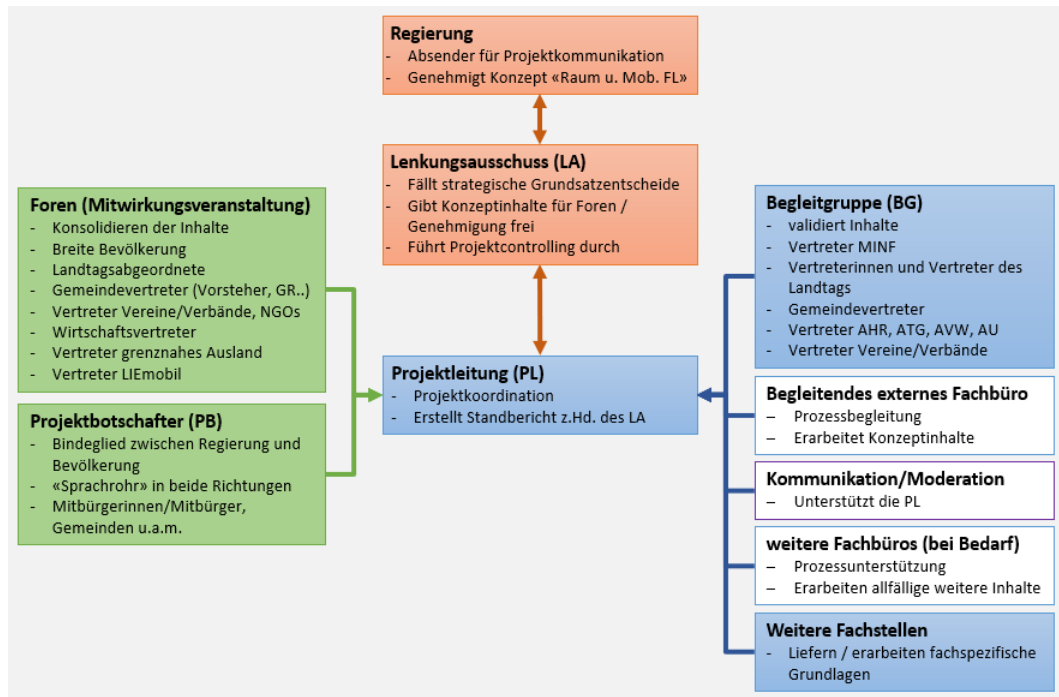 Regierung
- Absender für Projektkommunikation
- Genehmigt Konzept «Raum u. Mob. FL»
Lenkungsausschuss (LA)
- Fällt strategische Grundsatzentscheide
- Gibt Konzeptinhalte für Foren /
Genehmigung frei
- Führt Projektcontrolling durch
Foren (Mitwirkungsveranstaltung)
- Konsolidieren der Inhalte
- Breite Bevölkerung
- Landtagsabgeordnete
- Gemeindevertreter (Vorsteher, GR..)
- Vertreter Vereine/Verbände, NGOs
- Wirtschaftsvertreter
- Vertreter grenznahes Ausland
- Vertreter LIEmobil
Projektbotschafter (PB)
- Bindeglied zwischen Regierung und
Bevölkerung
- «Sprachrohr» in beide Richtungen
- Mitbürgerinnen/Mitbürger,
Gemeinden u.a.m.
Projektleitung (PL)
- Projektkoordination
- Erstellt Standbericht z.Hd. des LA
Begleitgruppe (BG)
- validiert Inhalte
- Vertreter MINF
- Vertreterinnen und Vertreter des
Landtags
- Gemeindevertreter
- Vertreter AHR, ATG, AVW, AU
- Vertreter Vereine/Verbände
Begleitendes externes Fachbüro
– Prozessbegleitung
– Erarbeitet Konzeptinhalte
Kommunikation/Moderation
– Unterstützt die PL
weitere Fachbüros (bei Bedarf)
– Prozessunterstützung
– Erarbeiten allfällige weitere Inhalte
Weitere Fachstellen
- Liefern / erarbeiten fachspezifische
Grundlagen